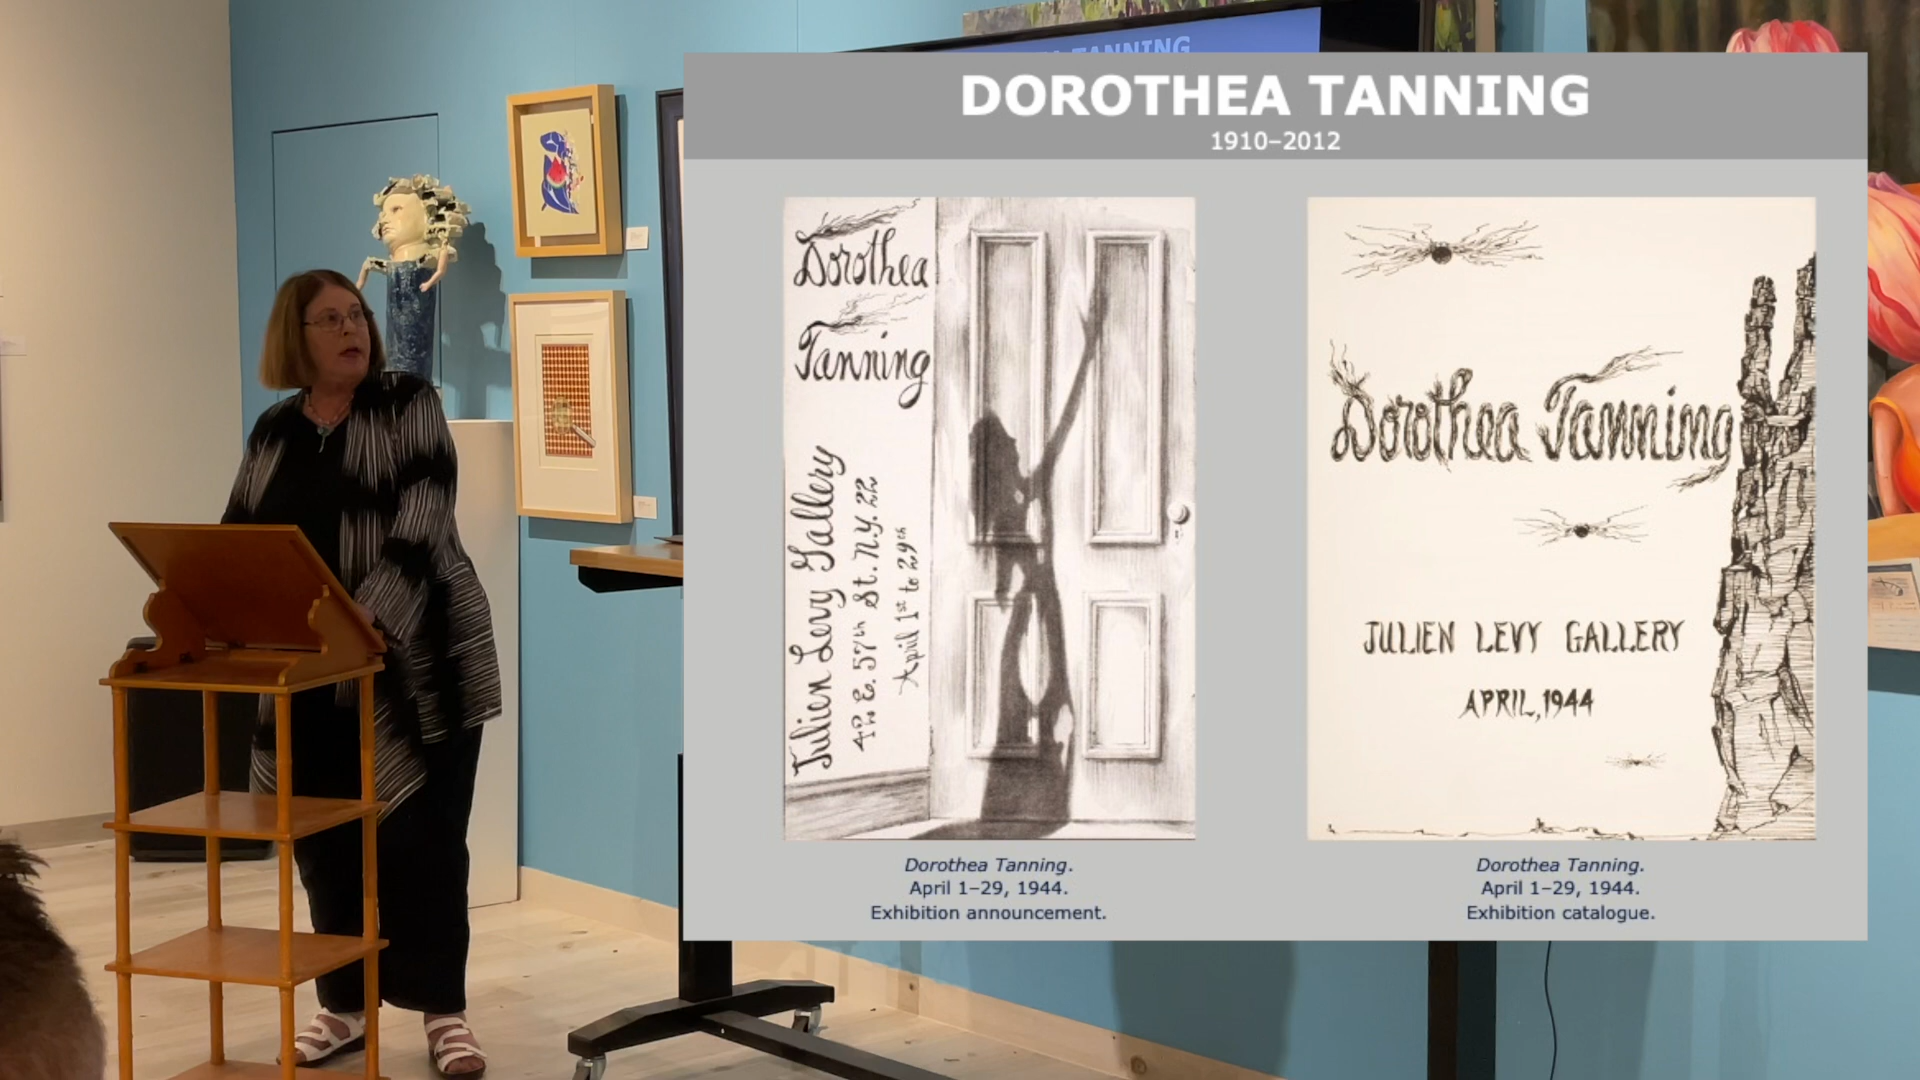 TANNING
DOROTHEA TANNING
1910–2012
Dorothea
Tanning
Julien Levy Gallery
42 E. 57th St. N.Y. 22
April 1st to 29th
Dorothea Tanning
JULIEN LEVY GALLERY
APRIL, 1944
Dorothea Tanning.
April 1–29, 1944.
Exhibition announcement.
Dorothea Tanning.
April 1–29, 1944.
Exhibition catalogue.